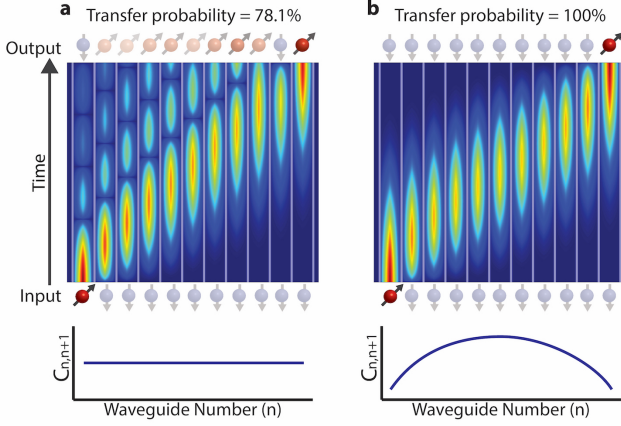 a
Transfer probability = 78.1%
b
Transfer probability = 100%
Output
Time
Input
Cn,n+1
Waveguide Number (n)
Cn,n+1
Waveguide Number (n)